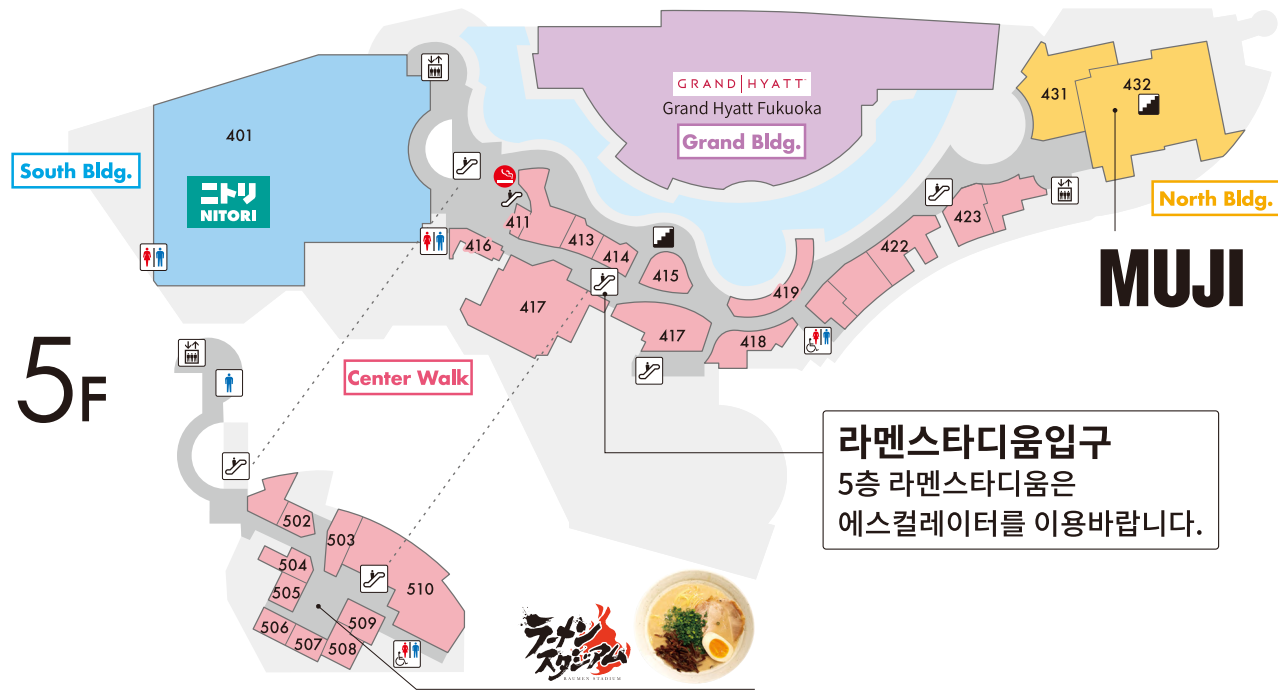 GRAND HYATT
Grand Hyatt Fukuoka
Grand Bldg.
431
432
401
South Bldg.
ニトリ
NITORI
North Bldg.
MUJI
411
413
414
415
416
417
417
418
419
422
423
5F
Center Walk
라멘스타디움입구
5층 라멘스타디움은
에스컬레이터를 이용바랍니다.
502
503
504
505
506
507
508
509
510
ラーメン
スタジアム
RAUMEN STADIUM